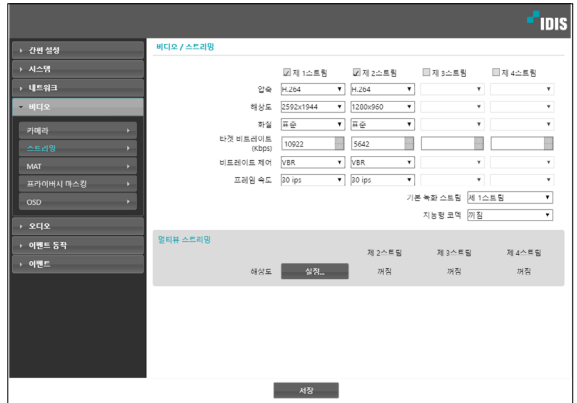 IDIS
간편 설정
시스템
네트워크
비디오
카메라
스트리밍
MAT
프라이버시 마스킹
OSD
오디오
이벤트 동작
이벤트
비디오 / 스트리밍
제 1스트림 제 2스트림 제 3스트림 제 4스트림
압축 H.264 H.264
해상도 2592x1944 1280x960
화질 표준 표준
타겟 비트레이트
(Kbps) 10922 5642
비트레이트 제어 VBR VBR
프레임 속도 30 ips 30 ips
기본 녹화 스트림 제 1스트림
지능형 코덱 꺼짐
멀티뷰 스트리밍
제 2스트림 제 3스트림 제 4스트림
해상도 설정... 꺼짐 꺼짐 꺼짐
저장